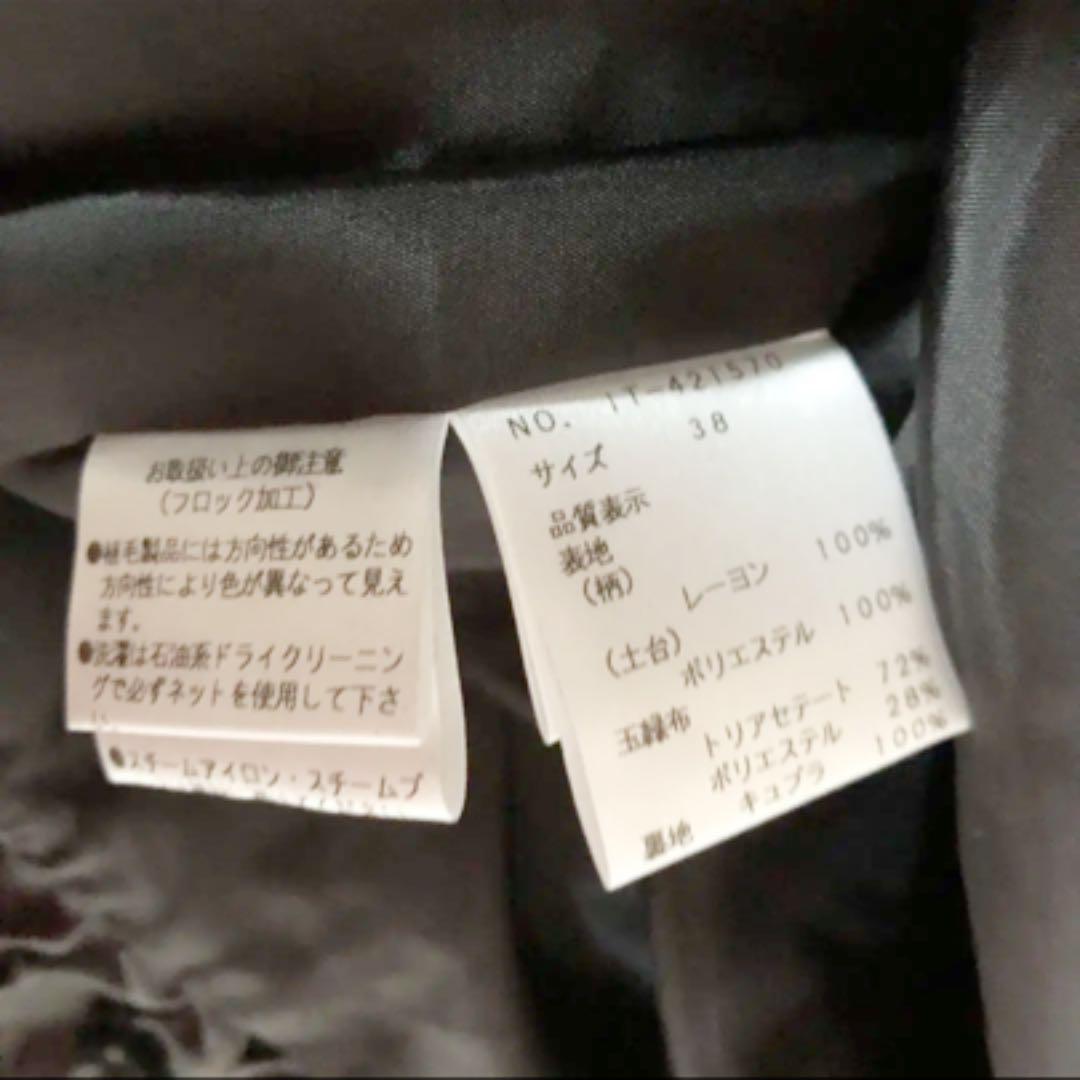 お取扱い上の御注意
(フロック加工)
●植毛製品には方向性があるため
方向性により色が異なって見え
ます。
●洗濯は石油系ドライクリーニン
グで必ずネットを使用して下さ
い
●スチームアイロン・スチームプ
NO. IT-421570
サイズ 38
品質表示
表地
(柄)
レーヨン 100%
(土台)
ポリエステル 100%
玉縁布
トリアセテート 72%
ポリエステル 28%
キュプラ 100%
裏地